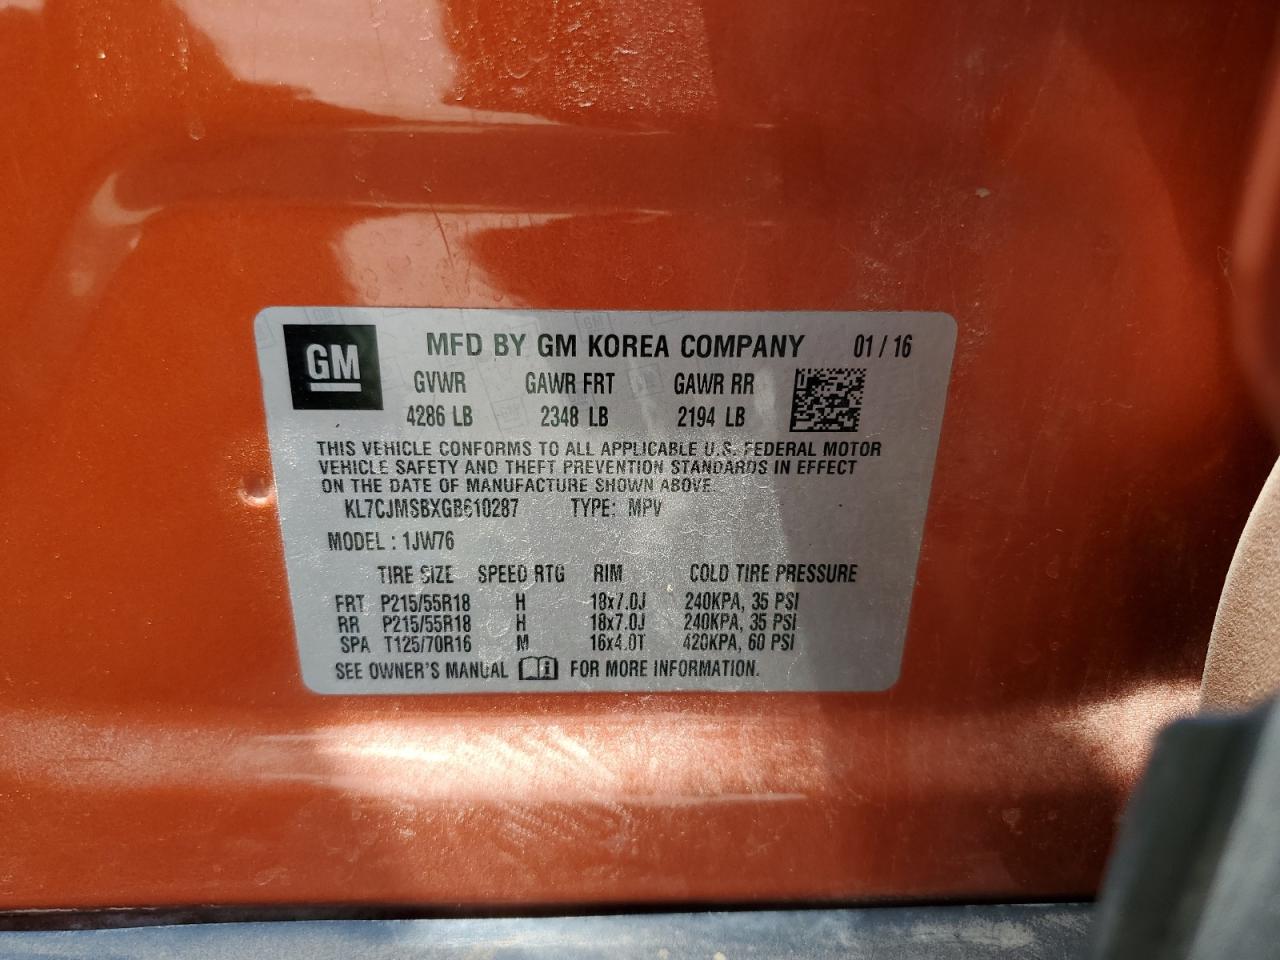 GM MFD BY GM KOREA COMPANY 01 / 16
GVWR GAWR FRT GAWR RR
4286 LB 2348 LB 2194 LB
THIS VEHICLE CONFORMS TO ALL APPLICABLE U.S. FEDERAL MOTOR
VEHICLE SAFETY AND THEFT PREVENTION STANDARDS IN EFFECT
ON THE DATE OF MANUFACTURE SHOWN ABOVE.
KL7CJMSBXGB610287 TYPE: MPV
MODEL : 1JW76
TIRE SIZE SPEED RTG RIM COLD TIRE PRESSURE
FRT P215/55R18 H 18x7.0J 240KPA, 35 PSI
RR P215/55R18 H 18x7.0J 240KPA, 35 PSI
SPA T125/70R16 M 16x4.0T 420KPA, 60 PSI
SEE OWNER'S MANUAL FOR MORE INFORMATION.